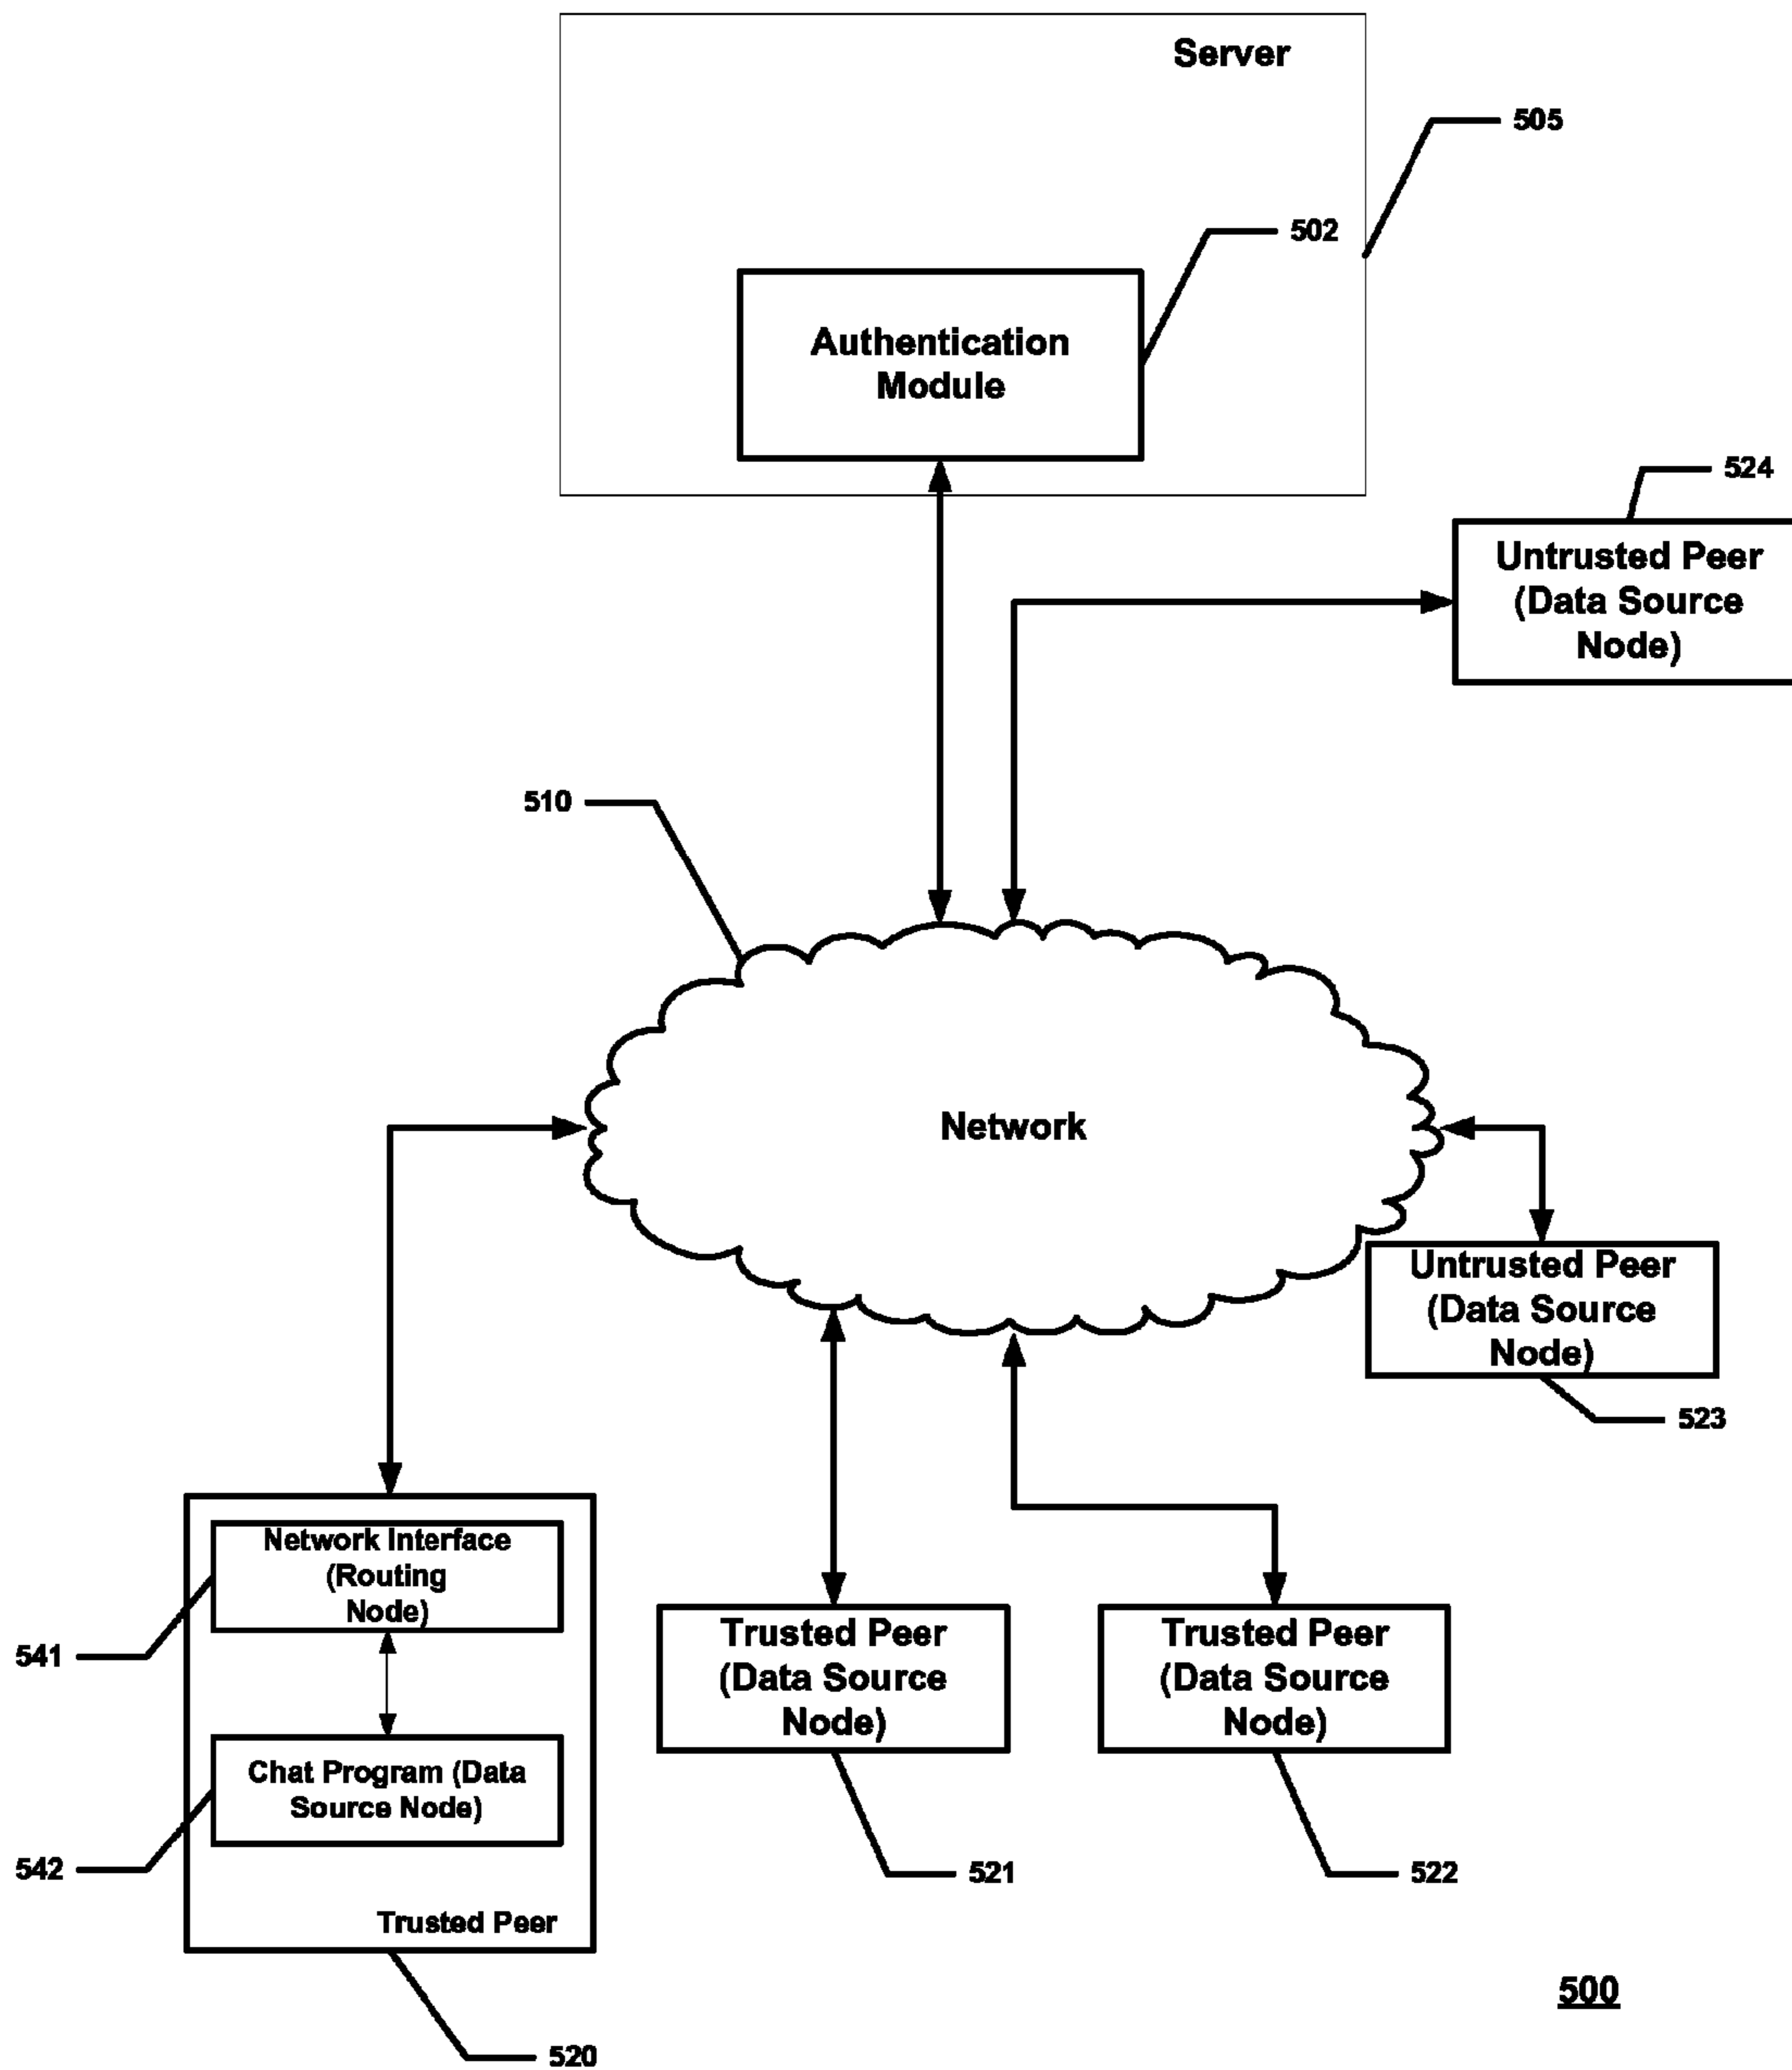 Server
505
502
Authentication
Module
524
Untrusted Peer
(Data Source
Node)
510
Network
Untrusted Peer
(Data Source
Node)
523
Network Interface
(Routing
Node)
541
Chat Program (Data
Source Node)
542
Trusted Peer
520
Trusted Peer
(Data Source
Node)
521
Trusted Peer
(Data Source
Node)
522
500